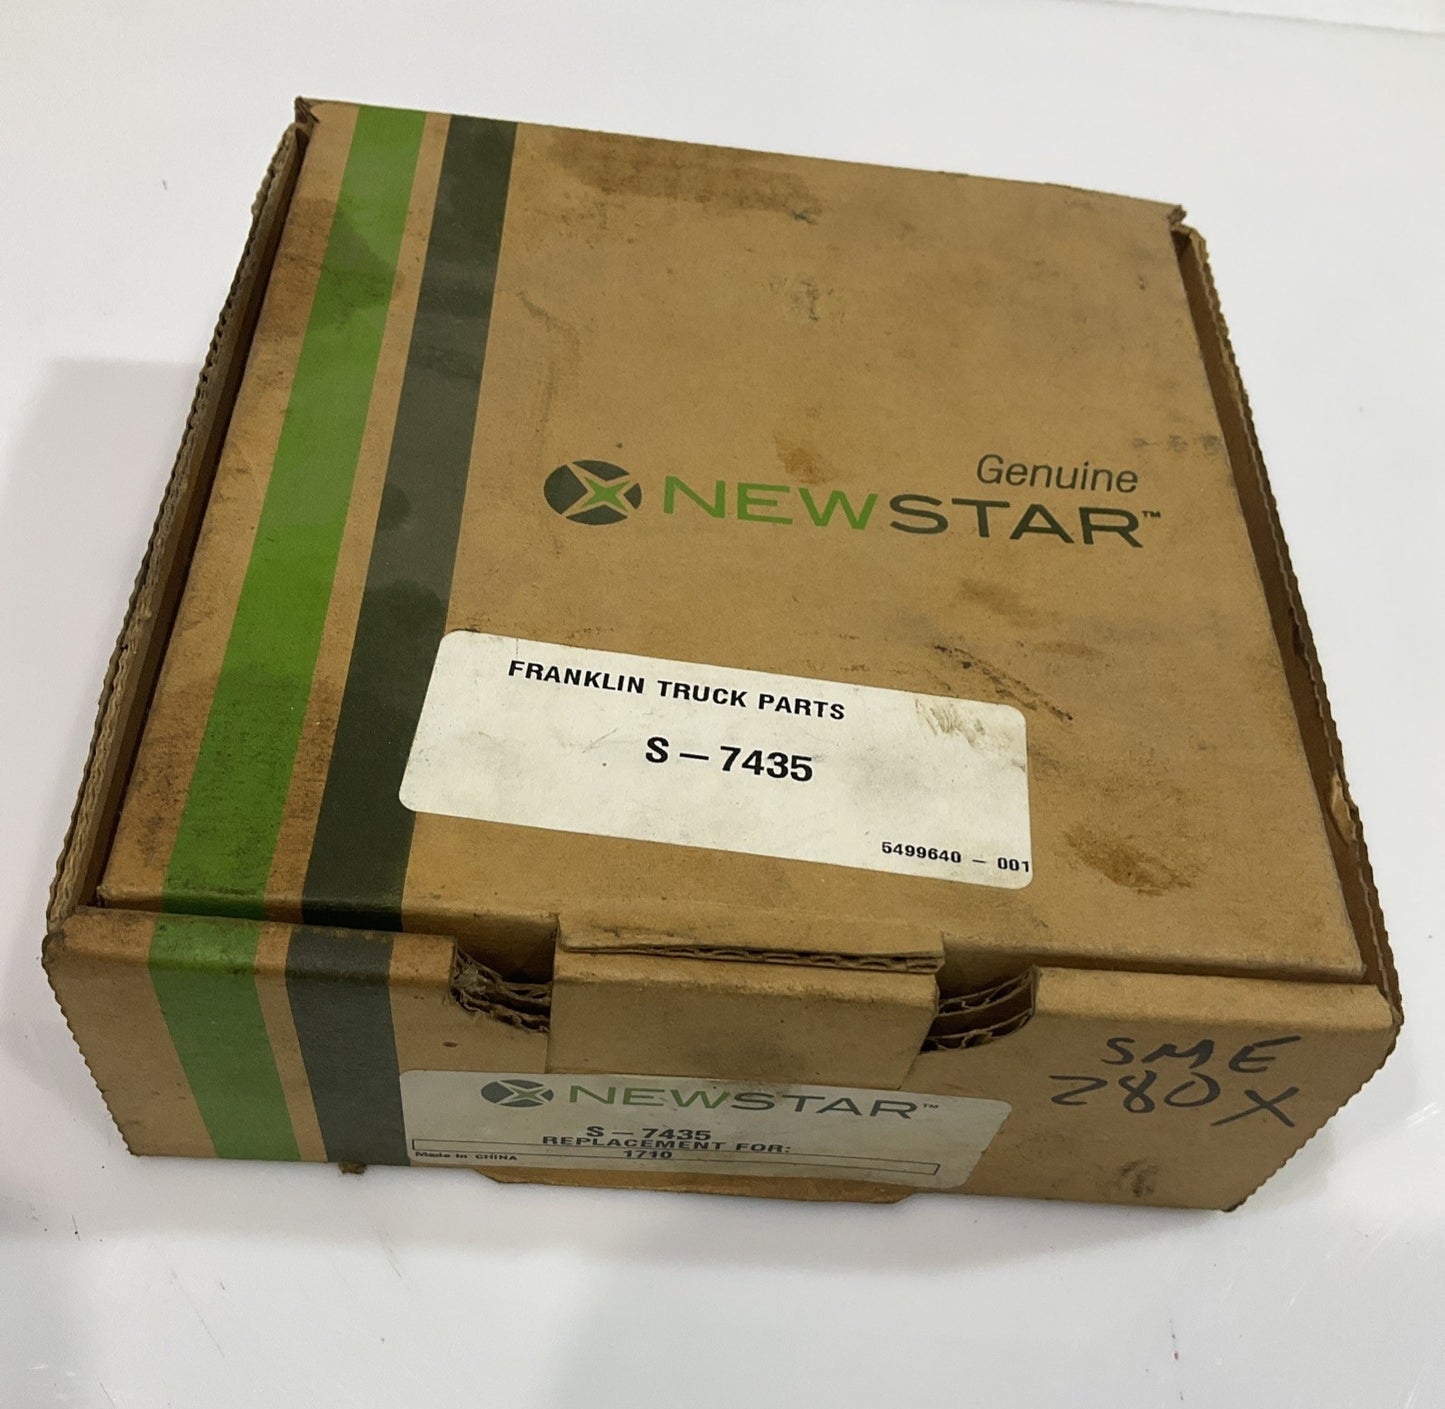 Genuine
NEWSTAR™
FRANKLIN TRUCK PARTS
S – 7435
5499640 – 001
NEWSTAR™
S – 7435
REPLACEMENT FOR:
1710
Made in CHINA
SME
280X